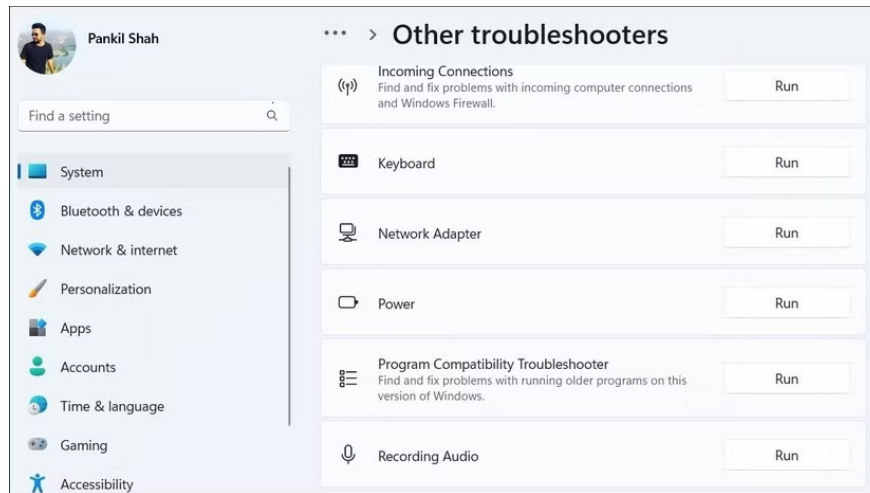 Pankil Shah
Find a setting
System
Bluetooth & devices
Network & internet
Personalization
Apps
Accounts
Time & language
Gaming
Accessibility
... > Other troubleshooters
Incoming Connections
Find and fix problems with incoming computer connections
and Windows Firewall.
Run
Keyboard
Run
Network Adapter
Run
Power
Run
Program Compatibility Troubleshooter
Find and fix problems with running older programs on this
version of Windows.
Run
Recording Audio
Run